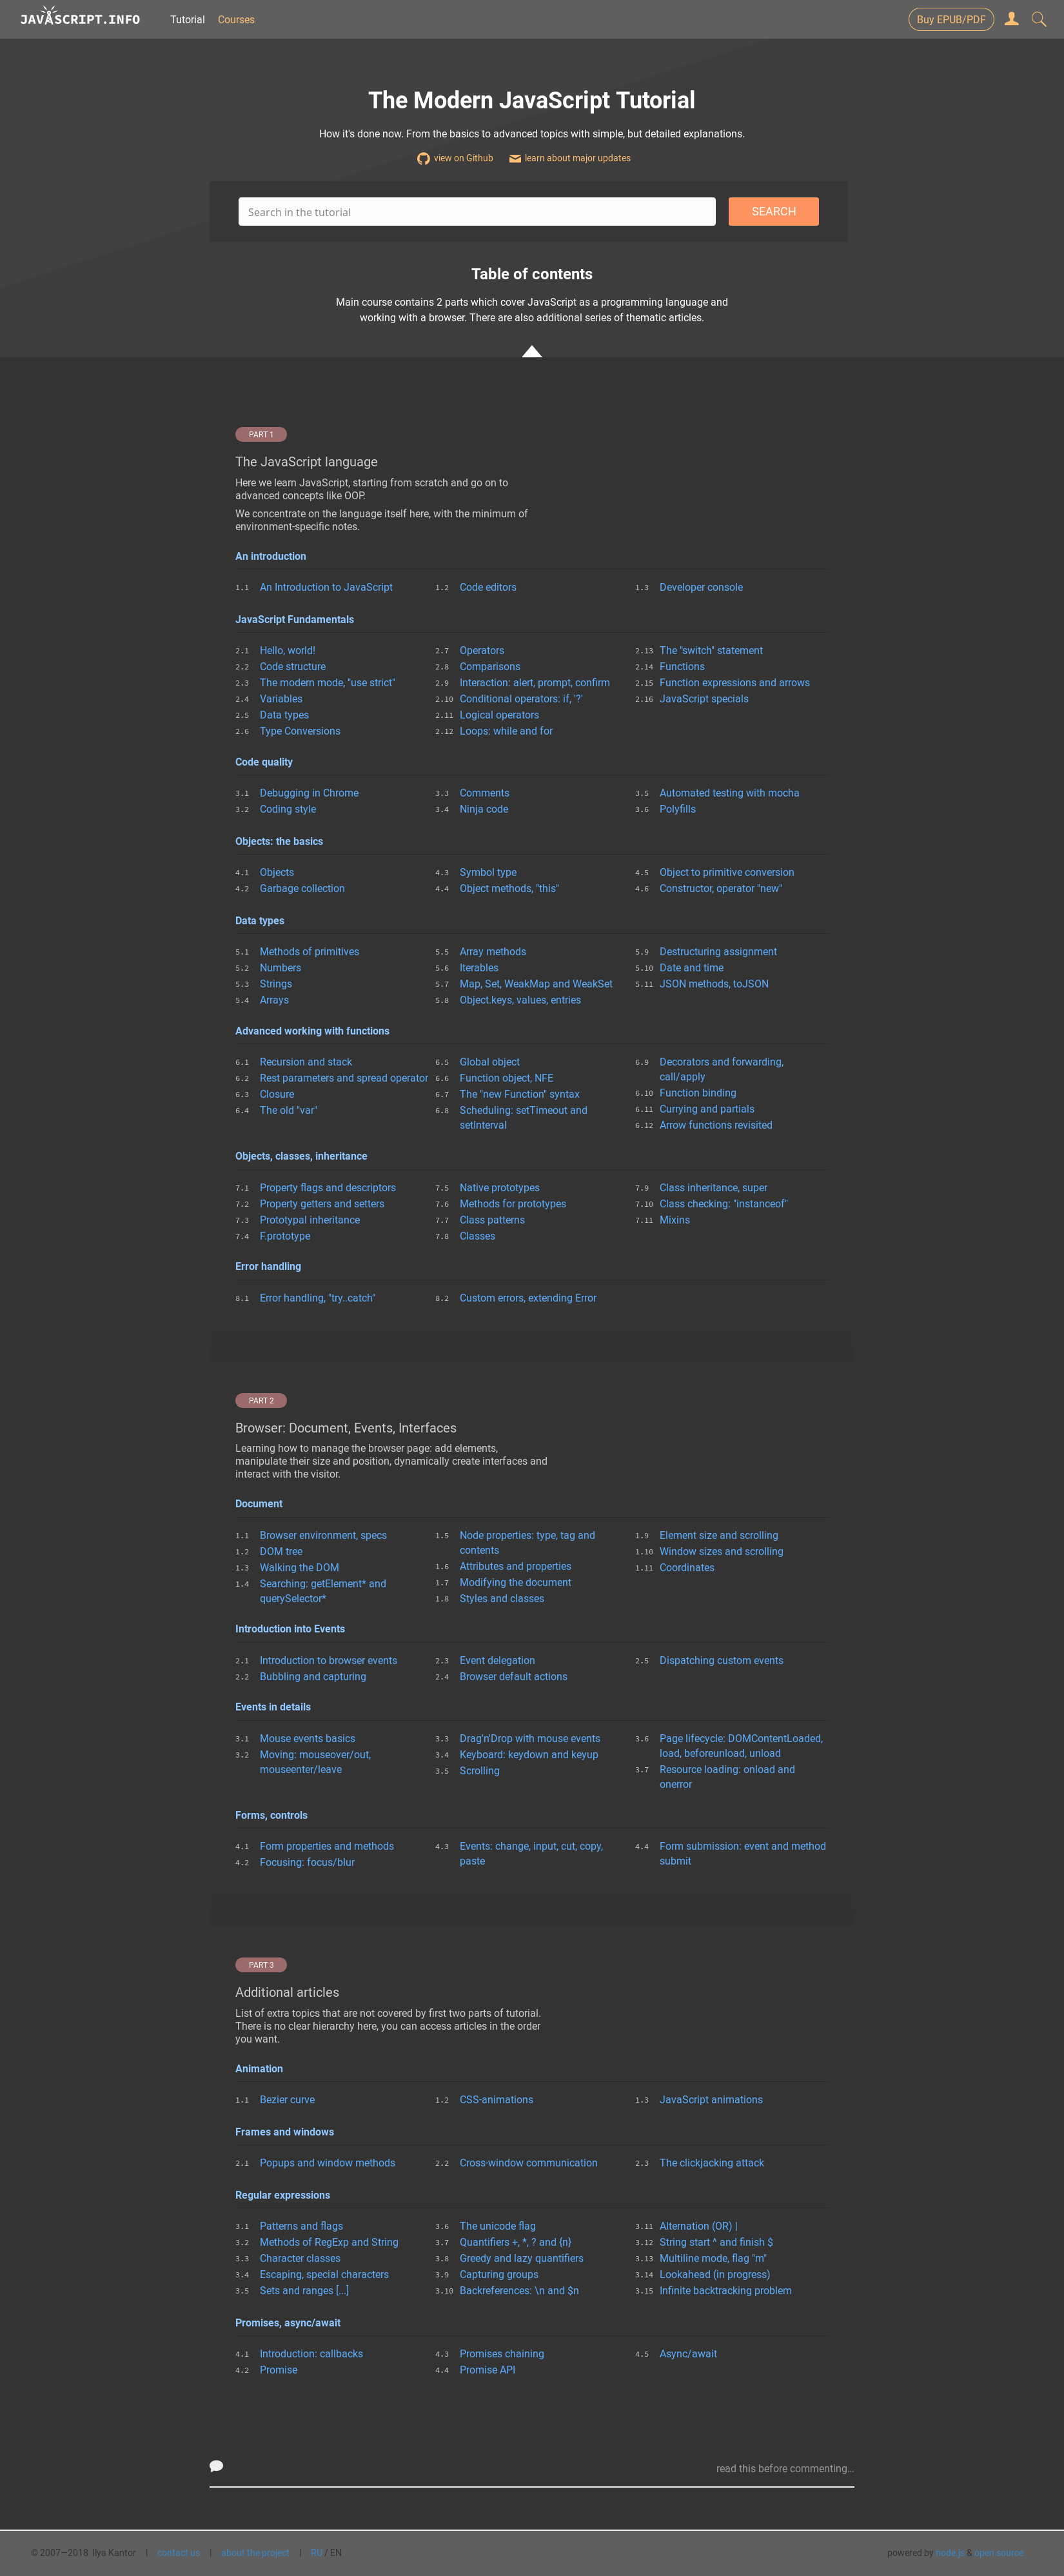 JAVASCRIPT.INFO Tutorial Courses Buy EPUB/PDF
The Modern JavaScript Tutorial
How it's done now. From the basics to advanced topics with simple, but detailed explanations.
view on Github learn about major updates
Search in the tutorial SEARCH
Table of contents
Main course contains 2 parts which cover JavaScript as a programming language and
working with a browser. There are also additional series of thematic articles.
PART 1
The JavaScript language
Here we learn JavaScript, starting from scratch and go on to
advanced concepts like OOP.
We concentrate on the language itself here, with the minimum of
environment-specific notes.
An introduction
1.1 An Introduction to JavaScript
1.2 Code editors
1.3 Developer console
JavaScript Fundamentals
2.1 Hello, world!
2.2 Code structure
2.3 The modern mode, "use strict"
2.4 Variables
2.5 Data types
2.6 Type Conversions
2.7 Operators
2.8 Comparisons
2.9 Interaction: alert, prompt, confirm
2.10 Conditional operators: if, '?'
2.11 Logical operators
2.12 Loops: while and for
2.13 The "switch" statement
2.14 Functions
2.15 Function expressions and arrows
2.16 JavaScript specials
Code quality
3.1 Debugging in Chrome
3.2 Coding style
3.3 Comments
3.4 Ninja code
3.5 Automated testing with mocha
3.6 Polyfills
Objects: the basics
4.1 Objects
4.2 Garbage collection
4.3 Symbol type
4.4 Object methods, "this"
4.5 Object to primitive conversion
4.6 Constructor, operator "new"
Data types
5.1 Methods of primitives
5.2 Numbers
5.3 Strings
5.4 Arrays
5.5 Array methods
5.6 Iterables
5.7 Map, Set, WeakMap and WeakSet
5.8 Object.keys, values, entries
5.9 Destructuring assignment
5.10 Date and time
5.11 JSON methods, toJSON
Advanced working with functions
6.1 Recursion and stack
6.2 Rest parameters and spread operator
6.3 Closure
6.4 The old "var"
6.5 Global object
6.6 Function object, NFE
6.7 The "new Function" syntax
6.8 Scheduling: setTimeout and
setInterval
6.9 Decorators and forwarding,
call/apply
6.10 Function binding
6.11 Currying and partials
6.12 Arrow functions revisited
Objects, classes, inheritance
7.1 Property flags and descriptors
7.2 Property getters and setters
7.3 Prototypal inheritance
7.4 F.prototype
7.5 Native prototypes
7.6 Methods for prototypes
7.7 Class patterns
7.8 Classes
7.9 Class inheritance, super
7.10 Class checking: "instanceof"
7.11 Mixins
Error handling
8.1 Error handling, "try..catch"
8.2 Custom errors, extending Error
PART 2
Browser: Document, Events, Interfaces
Learning how to manage the browser page: add elements,
manipulate their size and position, dynamically create interfaces and
interact with the visitor.
Document
1.1 Browser environment, specs
1.2 DOM tree
1.3 Walking the DOM
1.4 Searching: getElement* and
querySelector*
1.5 Node properties: type, tag and
contents
1.6 Attributes and properties
1.7 Modifying the document
1.8 Styles and classes
1.9 Element size and scrolling
1.10 Window sizes and scrolling
1.11 Coordinates
Introduction into Events
2.1 Introduction to browser events
2.2 Bubbling and capturing
2.3 Event delegation
2.4 Browser default actions
2.5 Dispatching custom events
Events in details
3.1 Mouse events basics
3.2 Moving: mouseover/out,
mouseenter/leave
3.3 Drag'n'Drop with mouse events
3.4 Keyboard: keydown and keyup
3.5 Scrolling
3.6 Page lifecycle: DOMContentLoaded,
load, beforeunload, unload
3.7 Resource loading: onload and
onerror
Forms, controls
4.1 Form properties and methods
4.2 Focusing: focus/blur
4.3 Events: change, input, cut, copy,
paste
4.4 Form submission: event and method
submit
PART 3
Additional articles
List of extra topics that are not covered by first two parts of tutorial.
There is no clear hierarchy here, you can access articles in the order
you want.
Animation
1.1 Bezier curve
1.2 CSS-animations
1.3 JavaScript animations
Frames and windows
2.1 Popups and window methods
2.2 Cross-window communication
2.3 The clickjacking attack
Regular expressions
3.1 Patterns and flags
3.2 Methods of RegExp and String
3.3 Character classes
3.4 Escaping, special characters
3.5 Sets and ranges [...]
3.6 The unicode flag
3.7 Quantifiers +, *, ? and {n}
3.8 Greedy and lazy quantifiers
3.9 Capturing groups
3.10 Backreferences: \n and $n
3.11 Alternation (OR) |
3.12 String start ^ and finish $
3.13 Multiline mode, flag "m"
3.14 Lookahead (in progress)
3.15 Infinite backtracking problem
Promises, async/await
4.1 Introduction: callbacks
4.2 Promise
4.3 Promises chaining
4.4 Promise API
4.5 Async/await
read this before commenting…
© 2007—2018 Ilya Kantor | contact us | about the project | RU / EN powered by node.js & open source